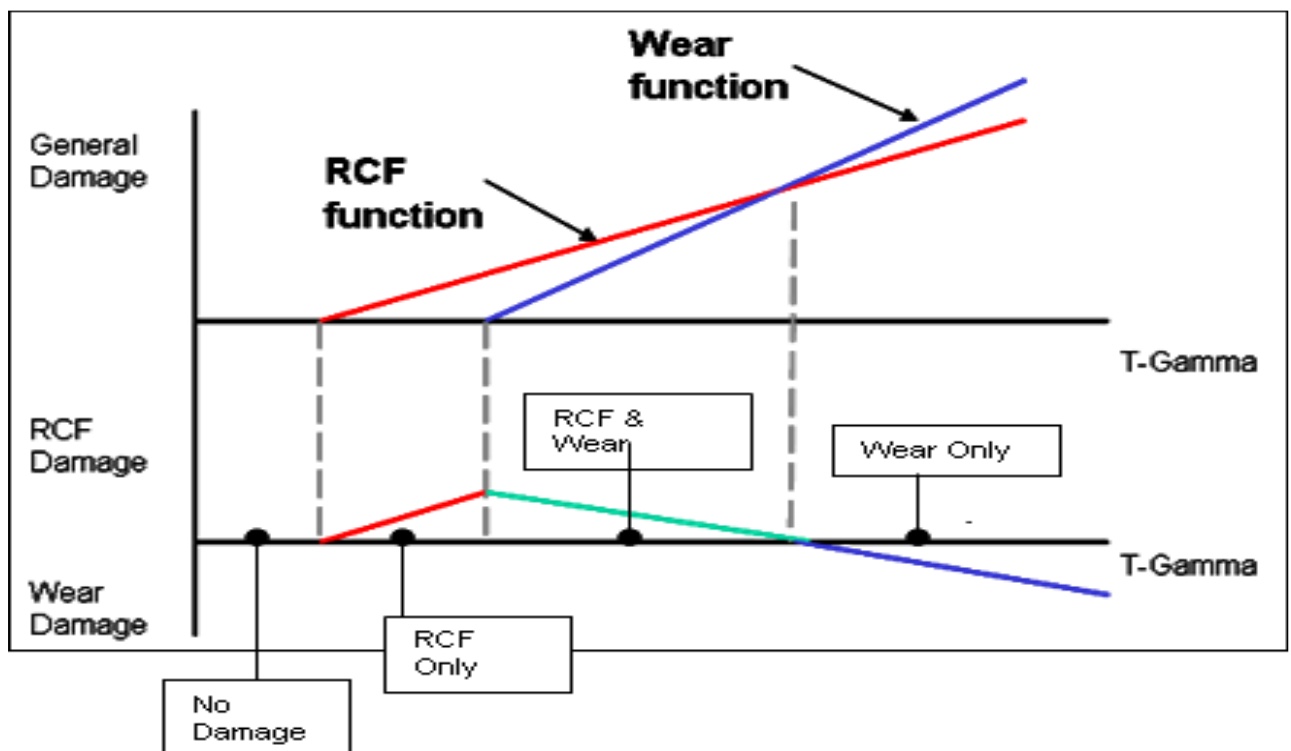 Wear
function
General
Damage
RCF
function
T-Gamma
RCF
Damage
RCF &
Wear
Wear Only
T-Gamma
Wear
Damage
RCF
Only
No
Damage